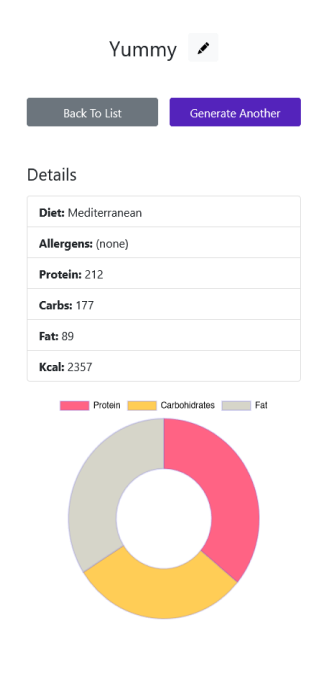 Yummy
Back To List
Generate Another
Details
Diet: Mediterranean
Allergens: (none)
Protein: 212
Carbs: 177
Fat: 89
Kcal: 2357
Protein Carbohidrates Fat